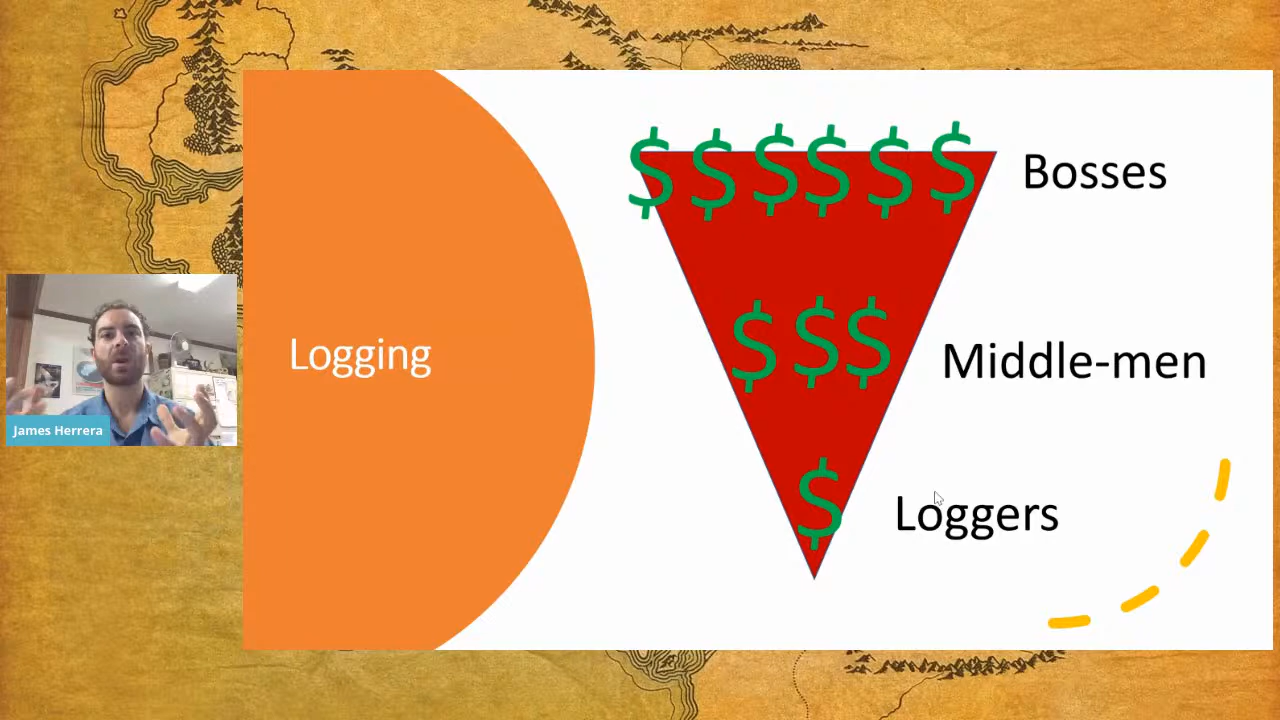 $ $ $ $ $ $
Bosses
Logging
$ $ $
Middle-men
James Herrera
$
Loggers